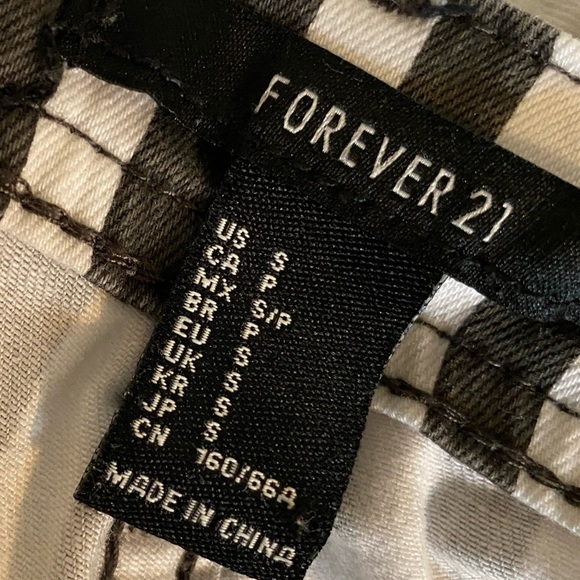 FOREVER 21
US S
CA P
MX S/P
BR P
EU S
UK S
KR S
JP S
CN 160/66A
MADE IN CHINA